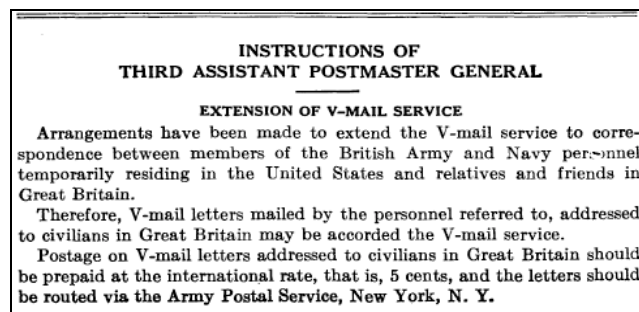 INSTRUCTIONS OF
THIRD ASSISTANT POSTMASTER GENERAL
EXTENSION OF V-MAIL SERVICE
Arrangements have been made to extend the V-mail service to corre-
spondence between members of the British Army and Navy personnel
temporarily residing in the United States and relatives and friends in
Great Britain.
Therefore, V-mail letters mailed by the personnel referred to, addressed
to civilians in Great Britain may be accorded the V-mail service.
Postage on V-mail letters addressed to civilians in Great Britain should
be prepaid at the international rate, that is, 5 cents, and the letters should
be routed via the Army Postal Service, New York, N. Y.